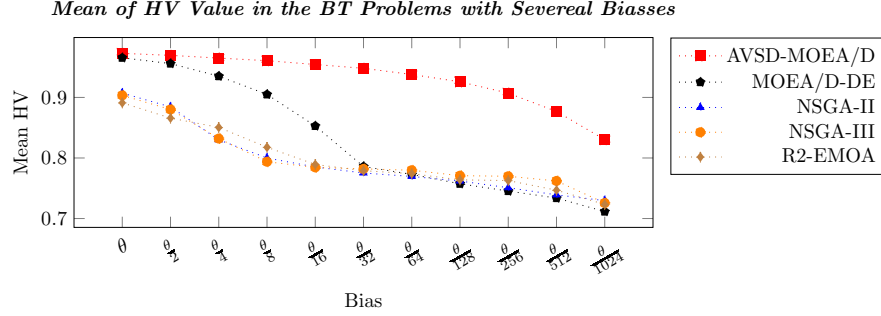 Mean of HV Value in the BT Problems with Severeal Biasses
Mean HV
0.9
0.8
0.7
θ
θ/2
θ/4
θ/8
θ/16
θ/32
θ/64
θ/128
θ/256
θ/512
θ/1024
Bias
AVSD-MOEA/D
MOEA/D-DE
NSGA-II
NSGA-III
R2-EMOA